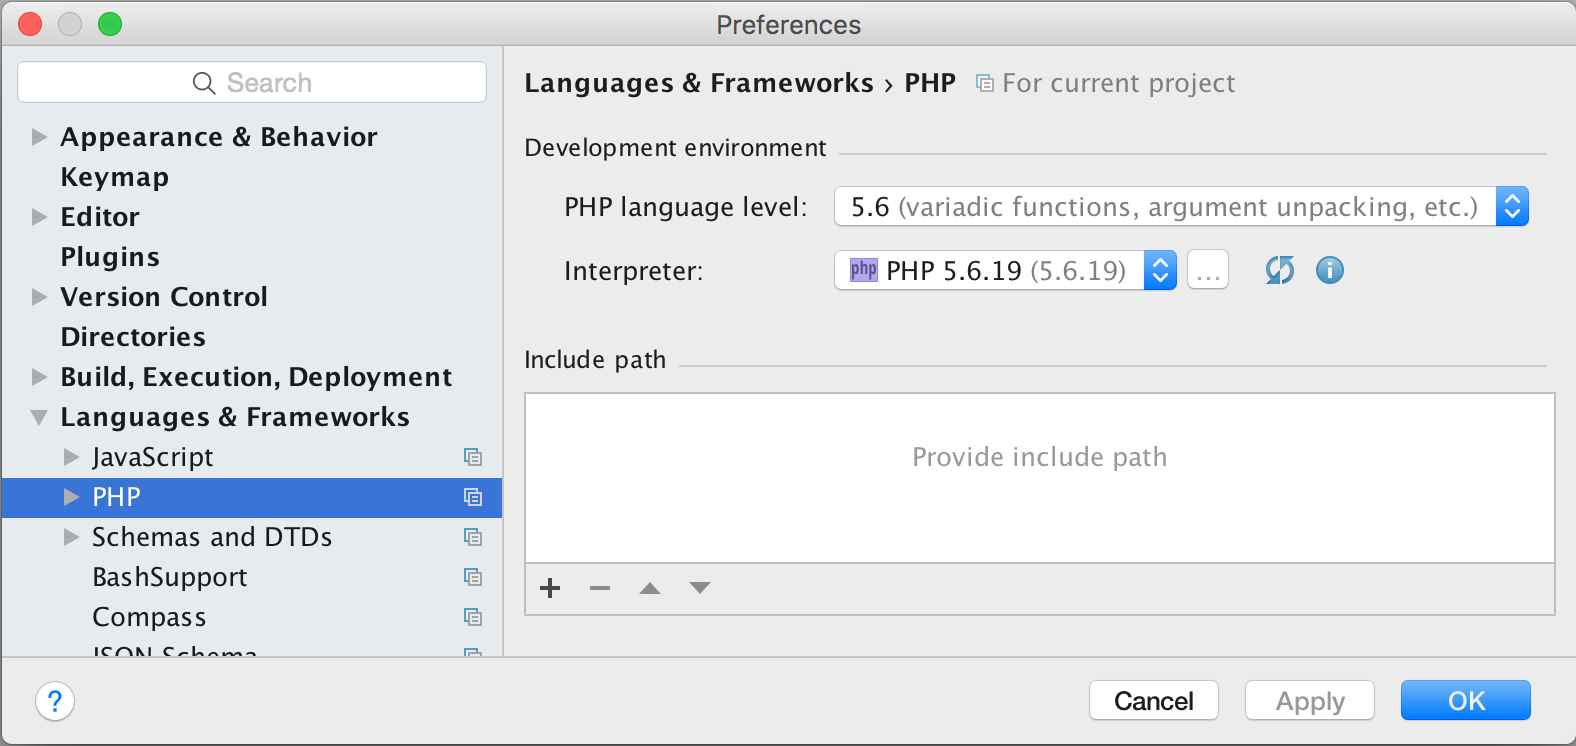 Preferences
Search
Appearance & Behavior
Keymap
Editor
Plugins
Version Control
Directories
Build, Execution, Deployment
Languages & Frameworks
JavaScript
PHP
Schemas and DTDs
BashSupport
Compass
JSON Schema
Languages & Frameworks › PHP For current project
Development environment
PHP language level: 5.6 (variadic functions, argument unpacking, etc.)
Interpreter: php PHP 5.6.19 (5.6.19) ...
Include path
Provide include path
? Cancel Apply OK